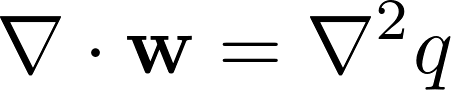 ∇ · 𝐰 = ∇²q